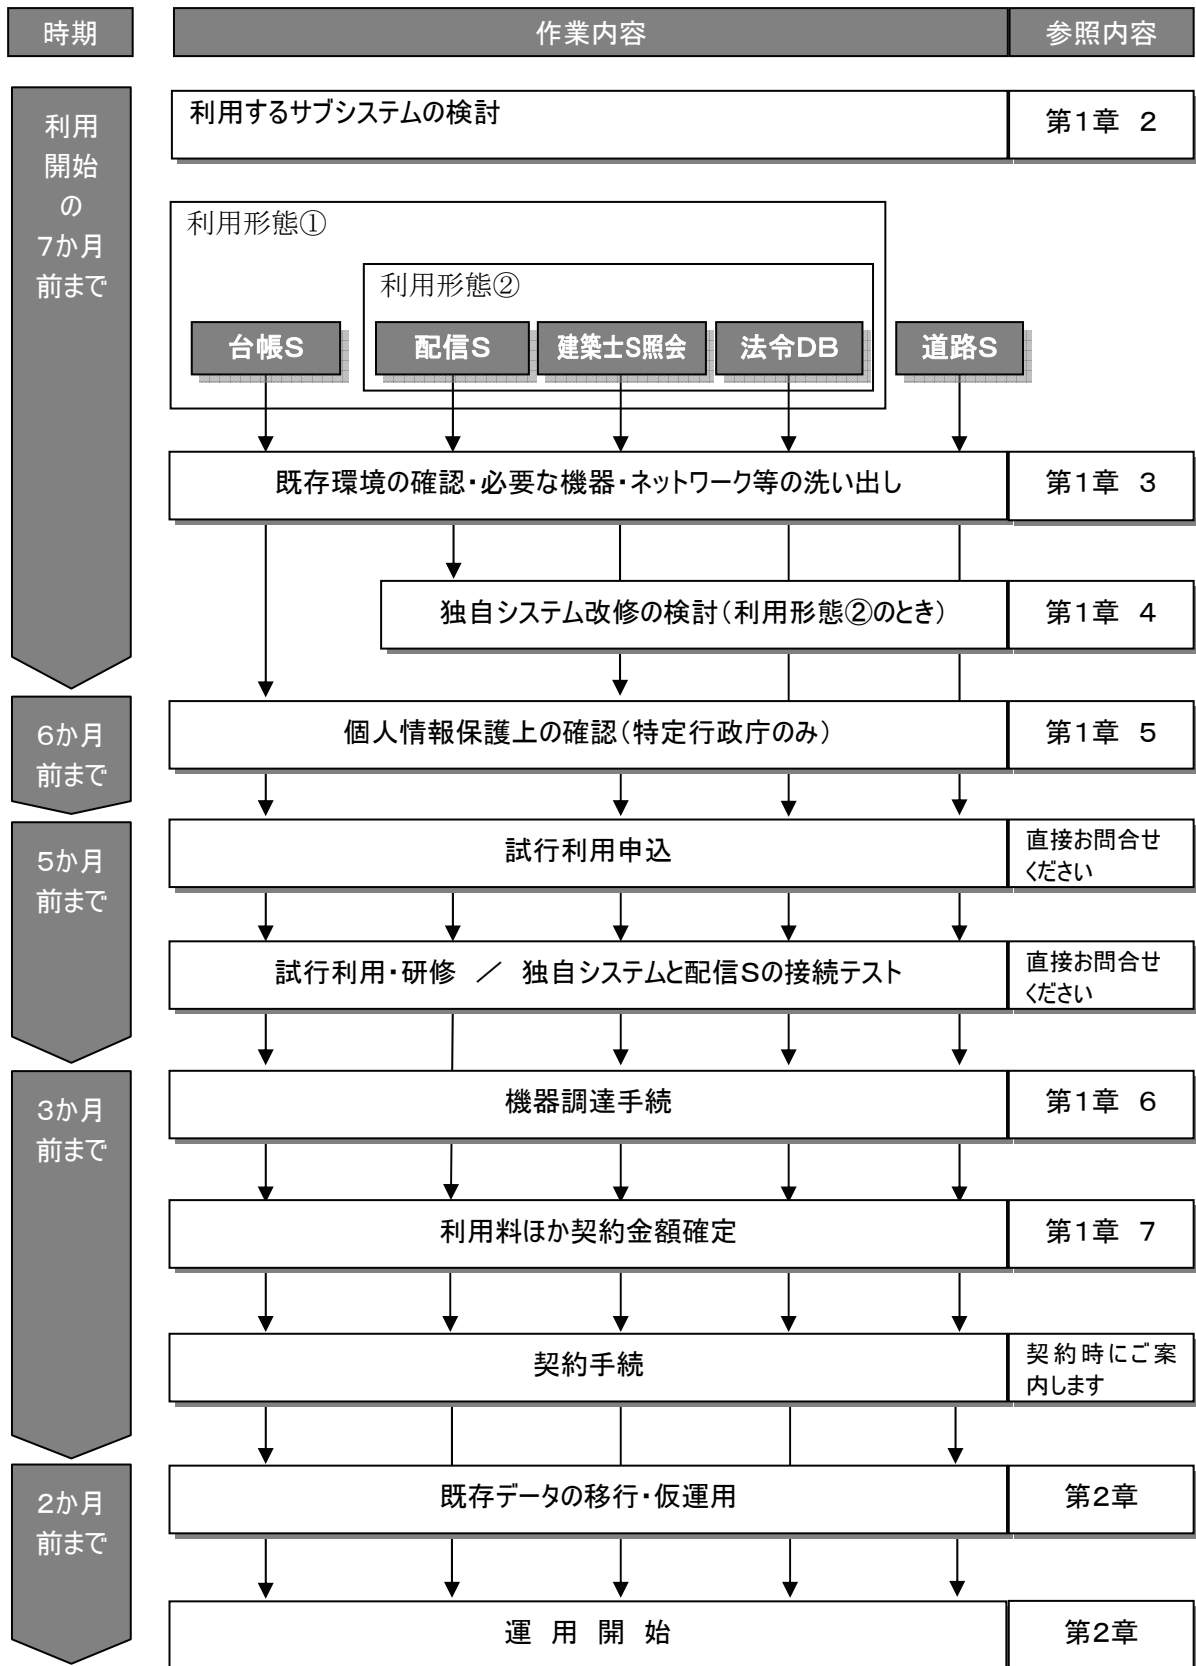 時期
作業内容
参照内容
利用
開始
の
7か月
前まで
利用するサブシステムの検討
第1章 2
利用形態①
利用形態②
台帳S
配信S
建築士S照会
法令DB
道路S
既存環境の確認・必要な機器・ネットワーク等の洗い出し
第1章 3
独自システム改修の検討(利用形態②のとき)
第1章 4
6か月
前まで
個人情報保護上の確認(特定行政庁のみ)
第1章 5
5か月
前まで
試行利用申込
直接お問合せ
ください
試行利用・研修 / 独自システムと配信Sの接続テスト
直接お問合せ
ください
3か月
前まで
機器調達手続
第1章 6
利用料ほか契約金額確定
第1章 7
契約手続
契約時にご案
内します
2か月
前まで
既存データの移行・仮運用
第2章
運 用 開 始
第2章